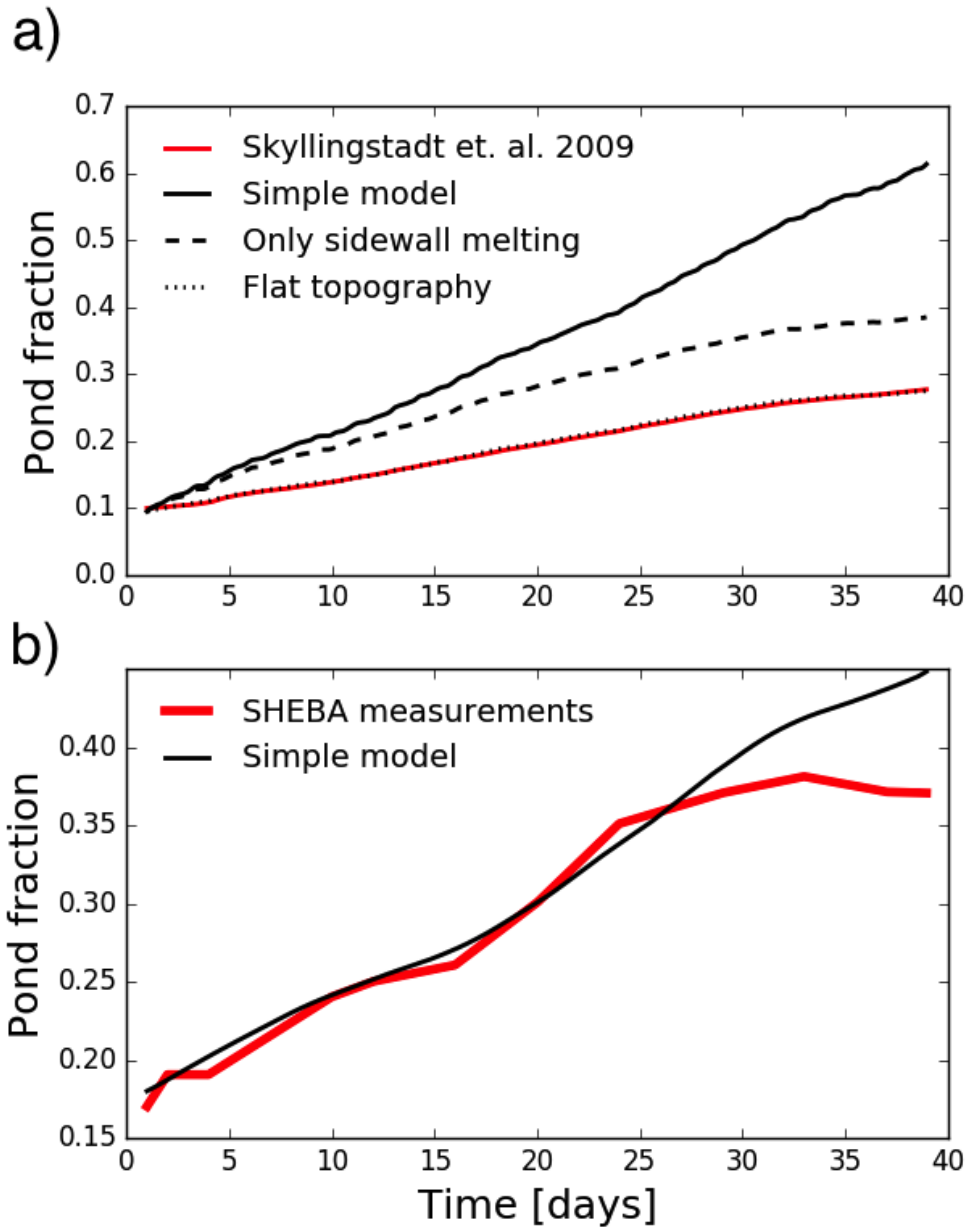 a)
0.7
0.6
0.5
0.4
0.3
0.2
0.1
0.0
Pond fraction
Skyllingstadt et. al. 2009
Simple model
Only sidewall melting
Flat topography
0 5 10 15 20 25 30 35 40
b)
0.40
0.35
0.30
0.25
0.20
0.15
Pond fraction
SHEBA measurements
Simple model
0 5 10 15 20 25 30 35 40
Time [days]